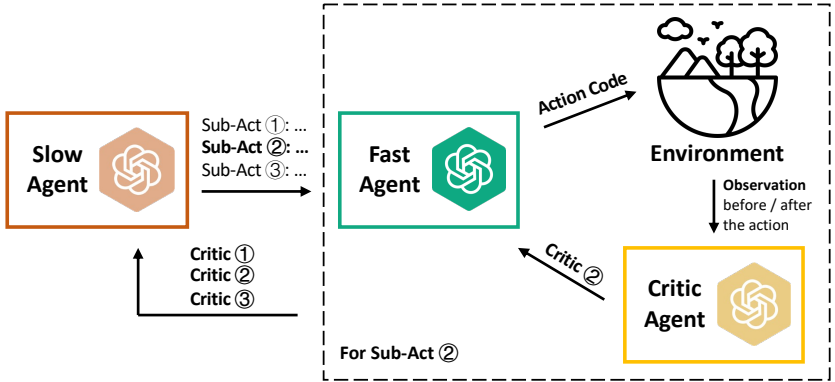 Slow
Agent
Sub-Act ①: ...
Sub-Act ②: ...
Sub-Act ③: ...
Critic ①
Critic ②
Critic ③
Fast
Agent
Action Code
Environment
Observation
before / after
the action
Critic ②
Critic
Agent
For Sub-Act ②